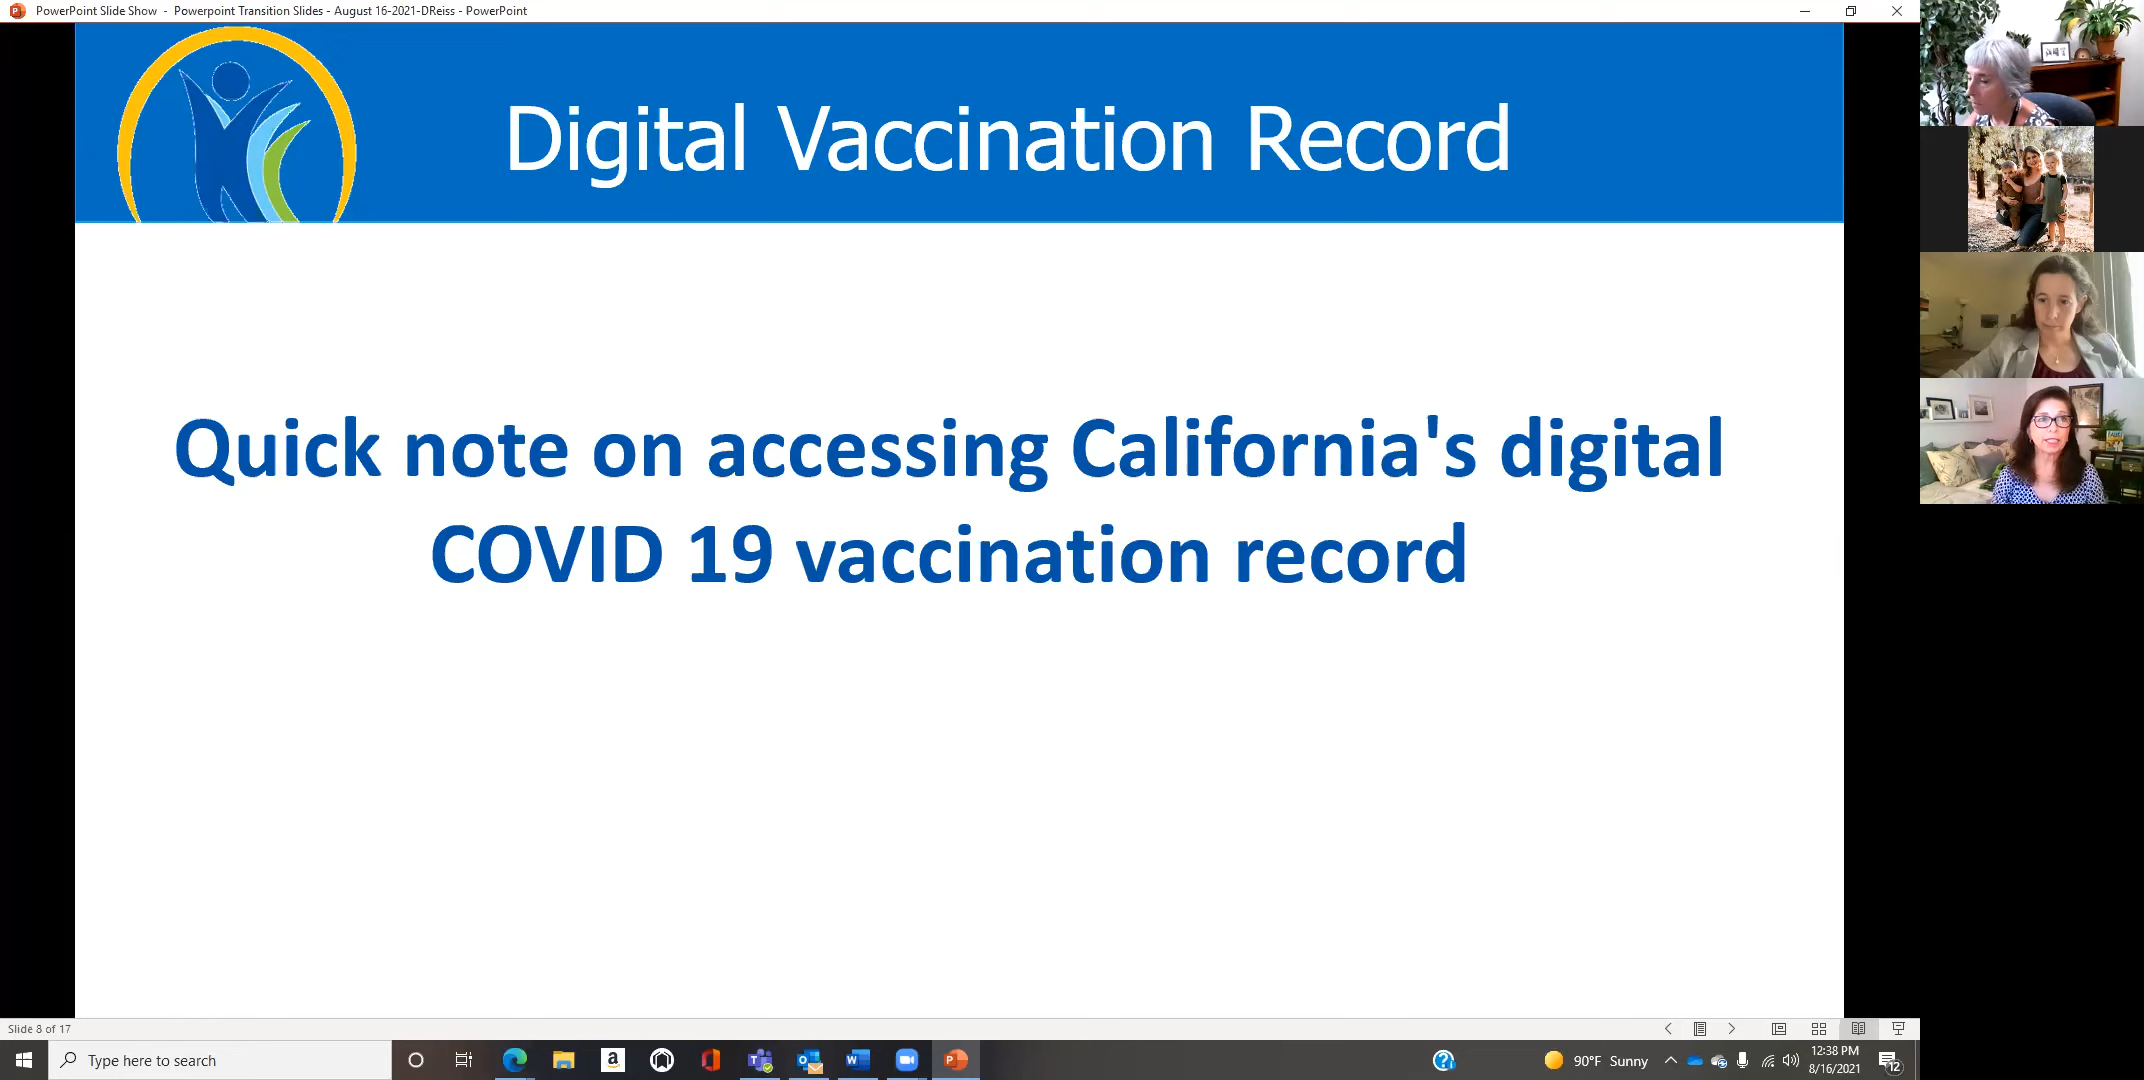 PowerPoint Slide Show - Powerpoint Transition Slides - August 16-2021-DReiss - PowerPoint
Digital Vaccination Record
Quick note on accessing California's digital
COVID 19 vaccination record
Slide 8 of 17
Type here to search
90°F Sunny
12:38 PM
8/16/2021
12